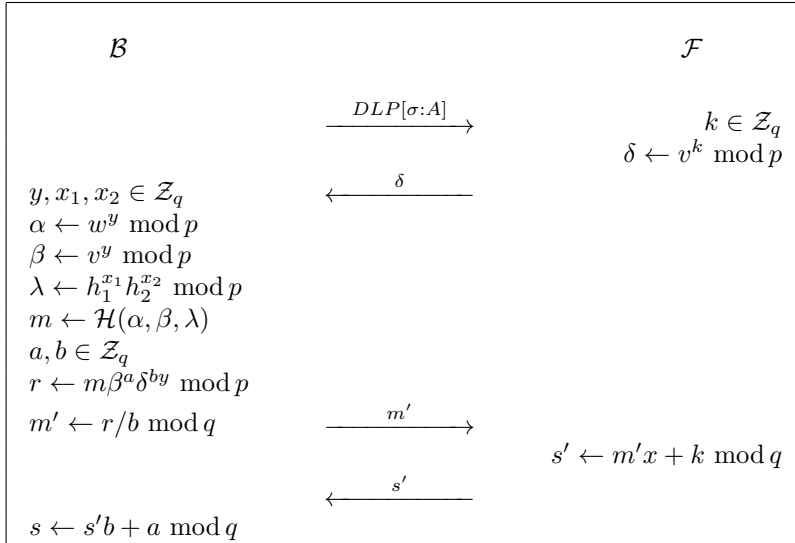 𝓑 𝓕
DLP[σ:A]
k ∈ 𝒵_q
δ ← v^k mod p
δ
y, x_1, x_2 ∈ 𝒵_q
α ← w^y mod p
β ← v^y mod p
λ ← h_1^{x_1} h_2^{x_2} mod p
m ← ℋ(α, β, λ)
a, b ∈ 𝒵_q
r ← mβ^a δ^{by} mod p
m′ ← r/b mod q
m′
s′ ← m′x + k mod q
s′
s ← s′b + a mod q